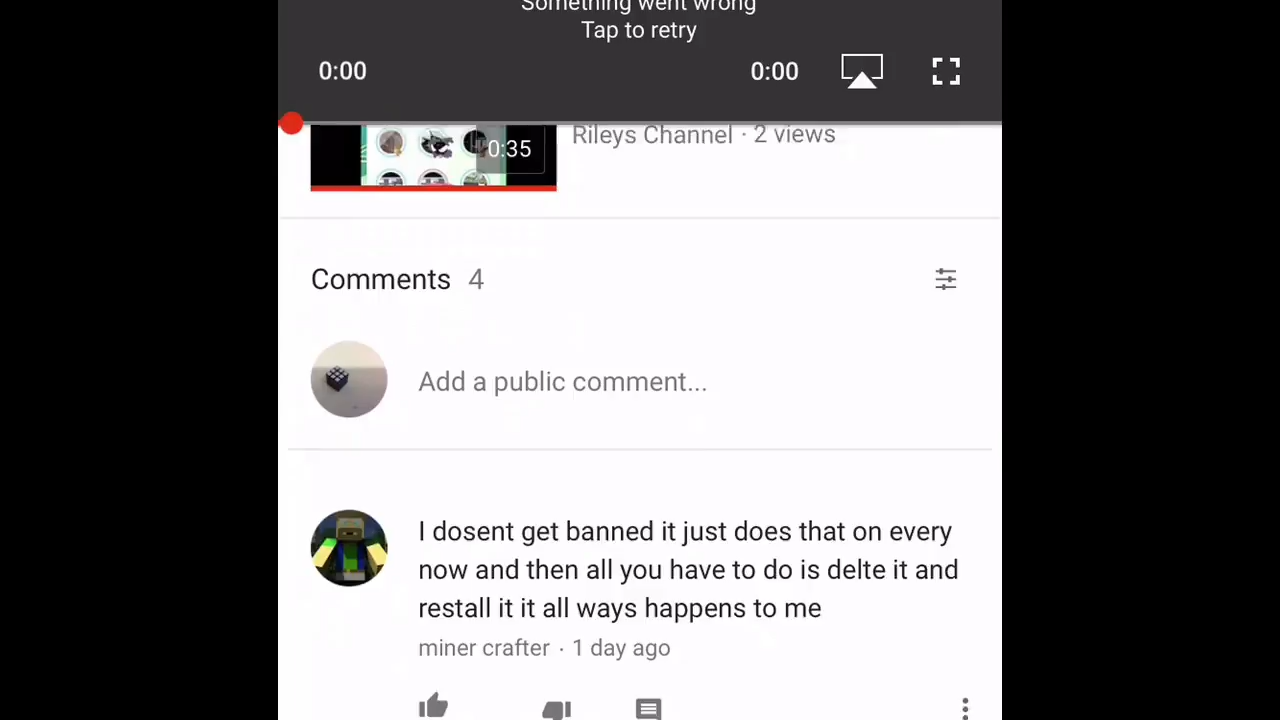 Something went wrong
Tap to retry
0:00 0:00
0:35 Rileys Channel · 2 views
Comments 4
Add a public comment...
I dosent get banned it just does that on every
now and then all you have to do is delte it and
restall it it all ways happens to me
miner crafter · 1 day ago